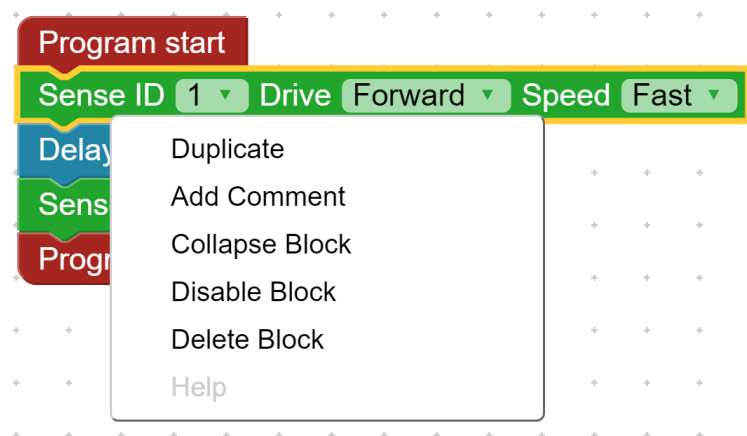 Program start
Sense ID 1 Drive Forward Speed Fast
Delay
Duplicate
Add Comment
Collapse Block
Disable Block
Delete Block
Help